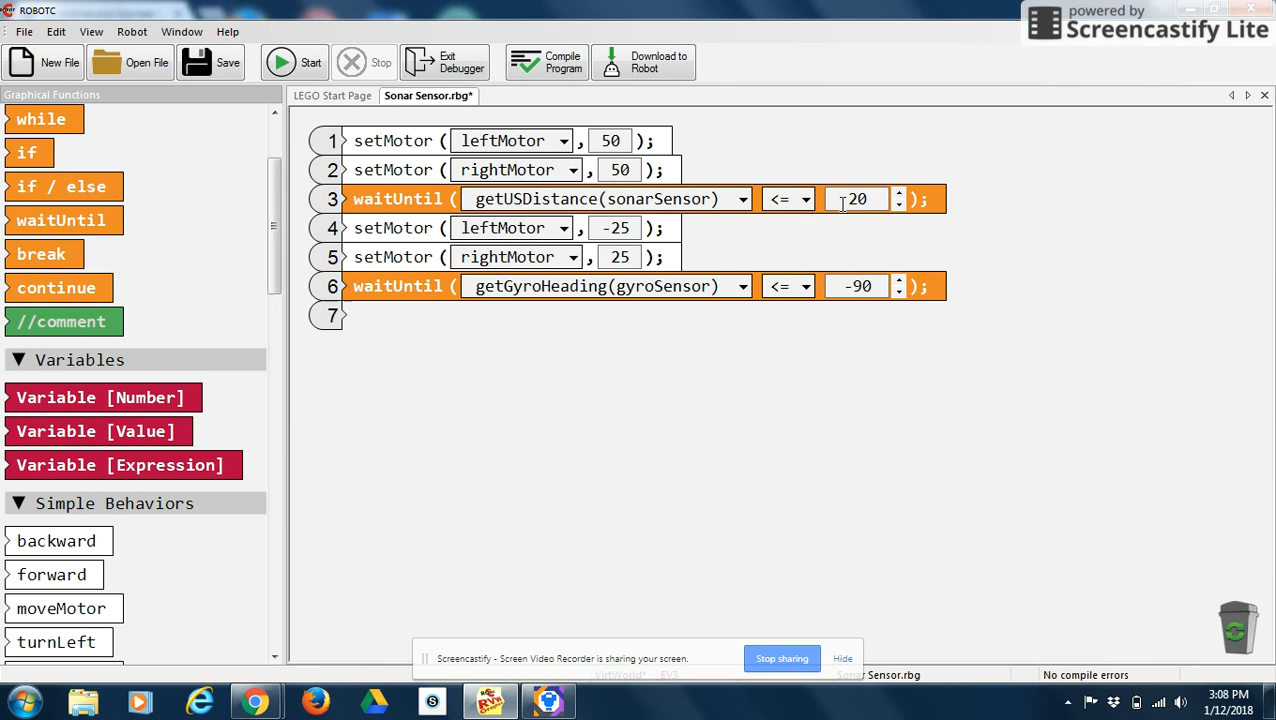 ROBOTC
powered by
Screencastify Lite
File Edit View Robot Window Help
New File Open File Save Start Stop Exit Debugger Compile Program Download to Robot
Graphical Functions
LEGO Start Page Sonar Sensor.rbg*
while
if
if / else
waitUntil
break
continue
//comment
Variables
Variable [Number]
Variable [Value]
Variable [Expression]
Simple Behaviors
backward
forward
moveMotor
turnLeft
1 setMotor ( leftMotor , 50 );
2 setMotor ( rightMotor , 50 );
3 waitUntil ( getUSDistance(sonarSensor) <= 20 );
4 setMotor ( leftMotor , -25 );
5 setMotor ( rightMotor , 25 );
6 waitUntil ( getGyroHeading(gyroSensor) <= -90 );
7
Screencastify - Screen Video Recorder is sharing your screen. Stop sharing Hide
VirtWorld* EV3 Sonar Sensor.rbg No compile errors
3:08 PM
1/12/2018